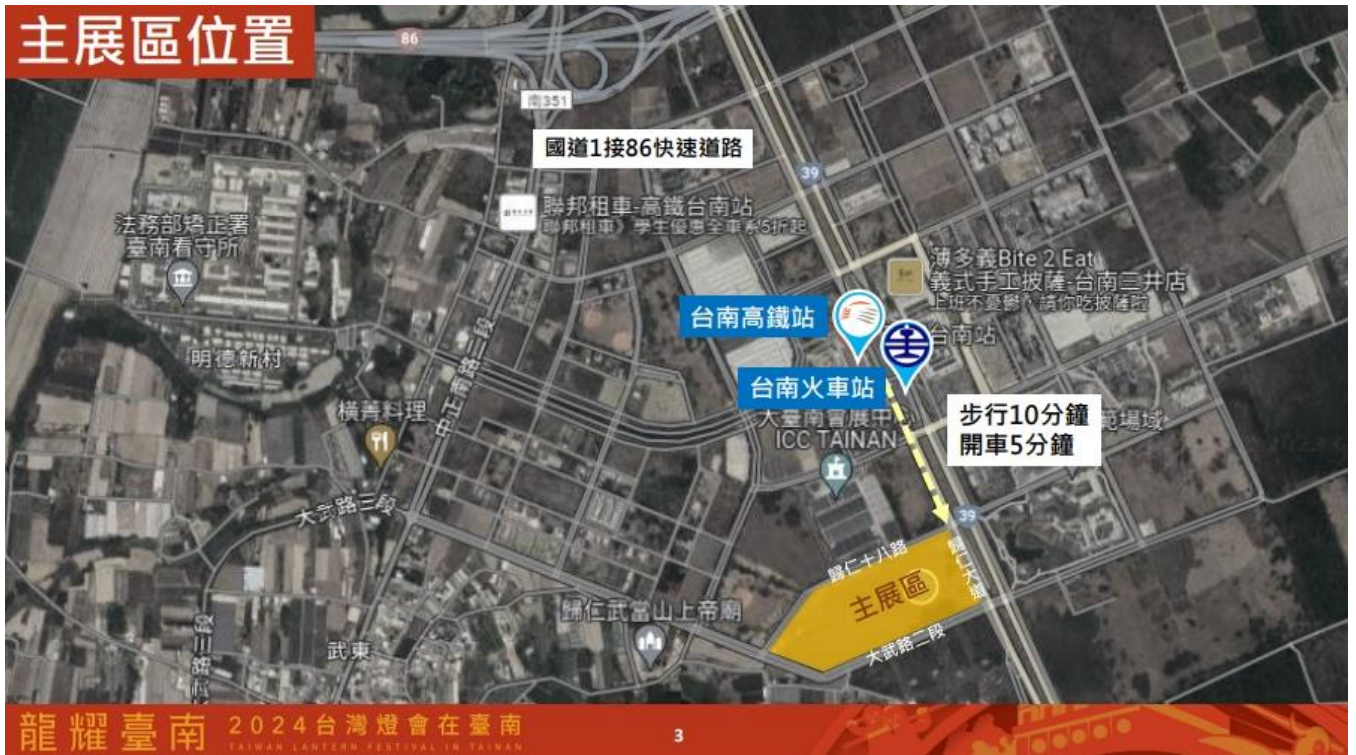 主展區位置
86
南351
國道1接86快速道路
39
聯邦租車-高鐵台南站
聯邦租車》學生優惠全車系5折起
法務部矯正署
臺南看守所
薄多義Bite 2 Eat
義式手工披薩-台南三井店
上班不憂鬱，請你吃披薩啦
台南高鐵站
台南站
明德新村
中正南路三段
台南火車站
步行10分鐘
開車5分鐘
大臺南會展中心
ICC TAINAN
範場域
橫菁料理
大武路三段
39
歸仁十八路
歸仁大道
主展區
歸仁武當山上帝廟
大武路二段
武東
路三段
龍耀臺南 2024台灣燈會在臺南
TAIWAN LANTERN FESTIVAL IN TAINAN
3